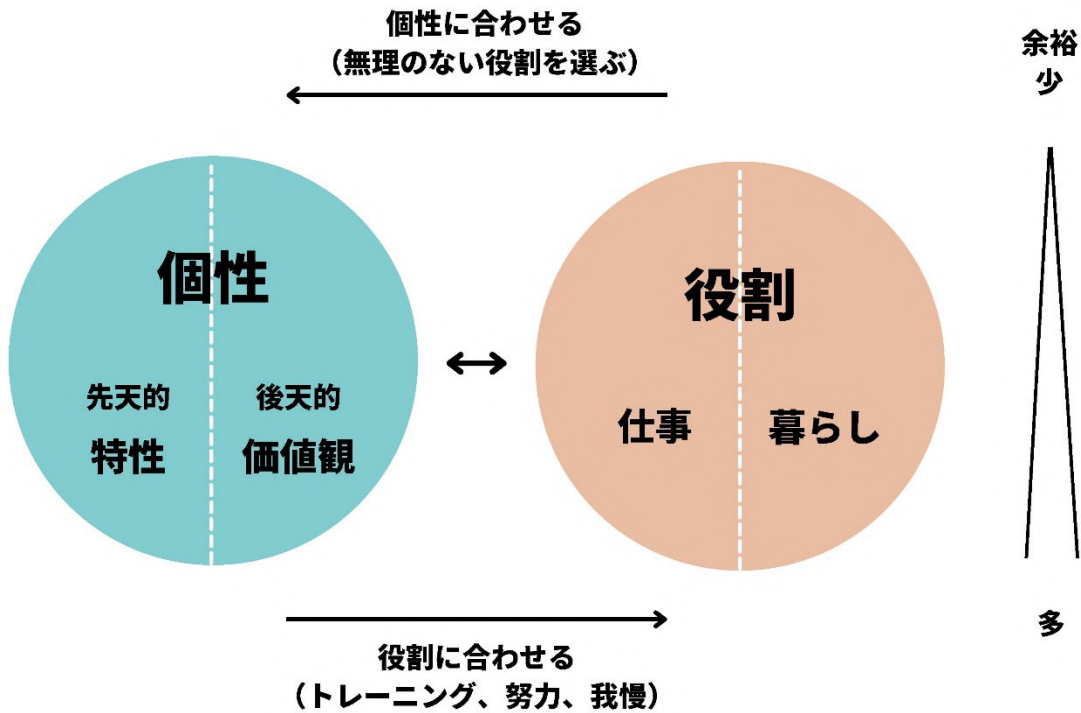 個性に合わせる
（無理のない役割を選ぶ）
余裕
少
個性
先天的
特性
後天的
価値観
役割
仕事
暮らし
多
役割に合わせる
（トレーニング、努力、我慢）